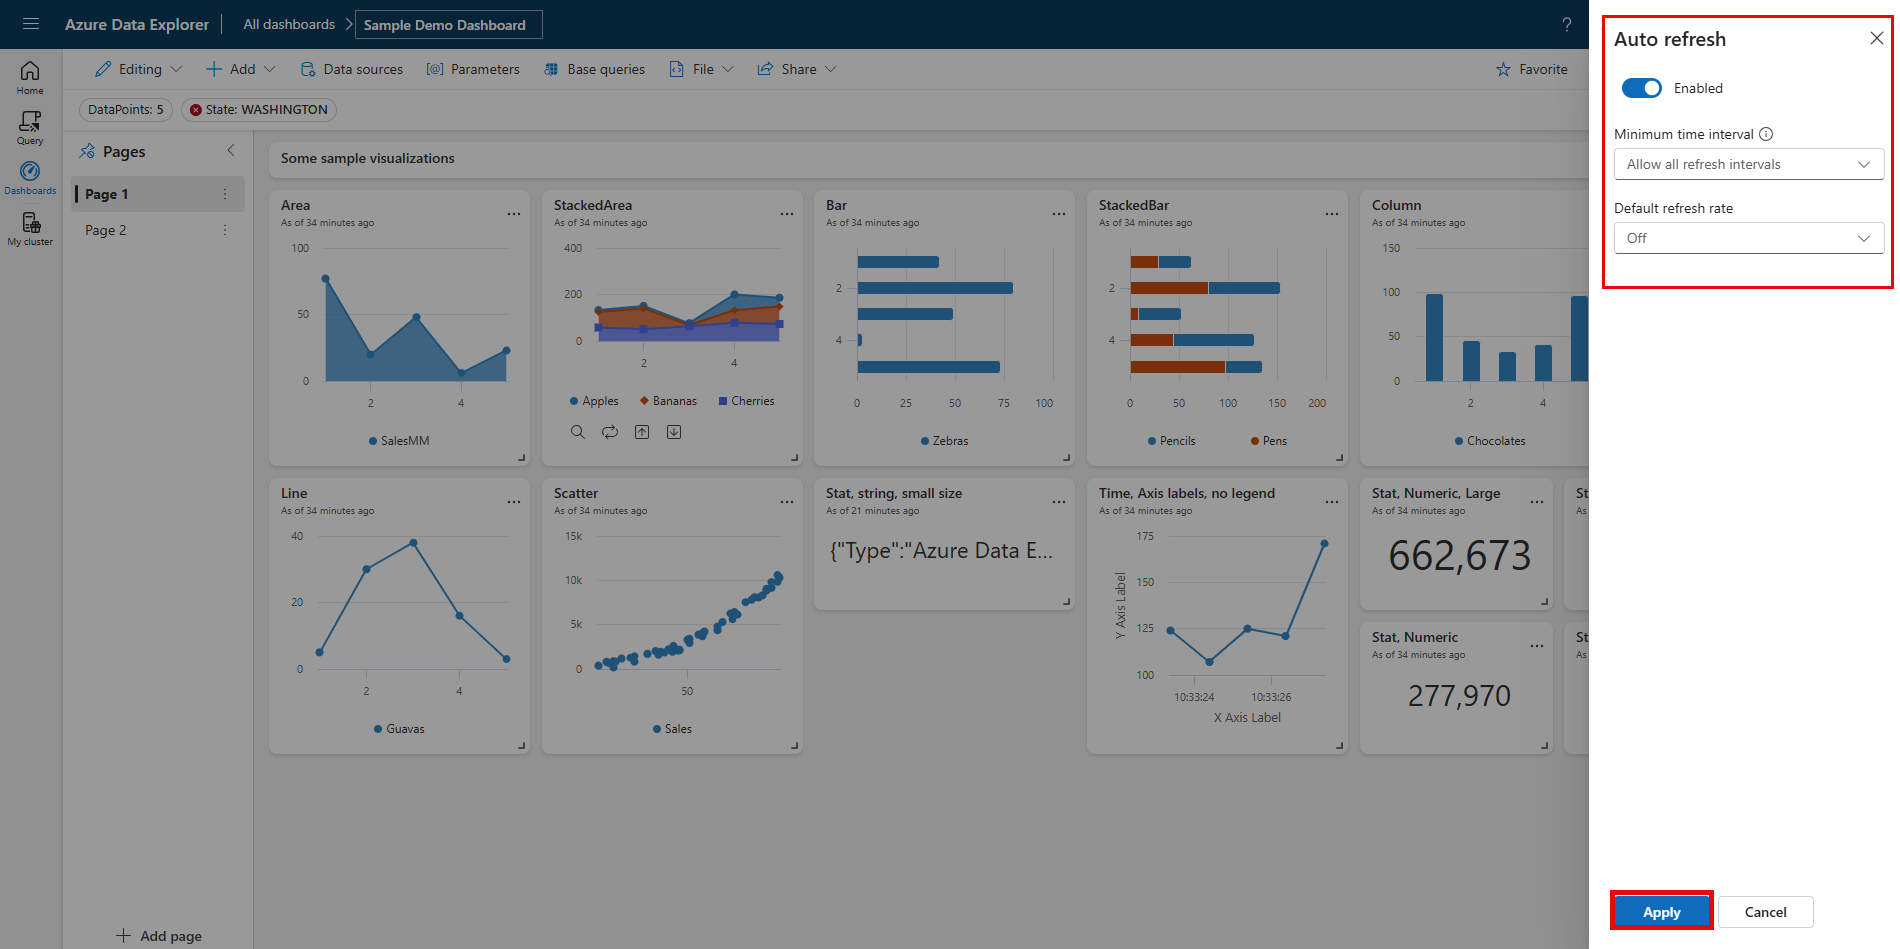 Azure Data Explorer
All dashboards
Sample Demo Dashboard
?
Editing
Add
Data sources
Parameters
Base queries
File
Share
Favorite
Home
Query
Dashboards
My cluster
DataPoints: 5
State: WASHINGTON
Pages
Page 1
Page 2
Add page
Some sample visualizations
Area
As of 34 minutes ago
100
50
0
2 4
SalesMM
StackedArea
As of 34 minutes ago
400
200
0
2 4
Apples Bananas Cherries
Bar
As of 34 minutes ago
2
4
0 25 50 75 100
Zebras
StackedBar
As of 34 minutes ago
2
4
0 50 100 150 200
Pencils Pens
Column
As of 34 minutes ago
150
100
50
0
2 4
Chocolates
Line
As of 34 minutes ago
40
20
0
2 4
Guavas
Scatter
As of 34 minutes ago
15k
10k
5k
0
50
Sales
Stat, string, small size
As of 21 minutes ago
{"Type":"Azure Data E...
Time, Axis labels, no legend
As of 34 minutes ago
175
150
125
100
Y Axis Label
10:33:24 10:33:26
X Axis Label
Stat, Numeric, Large
As of 34 minutes ago
662,673
Stat, Numeric
As of 34 minutes ago
277,970
St
As
St
As
Auto refresh
Enabled
Minimum time interval
Allow all refresh intervals
Default refresh rate
Off
Apply
Cancel